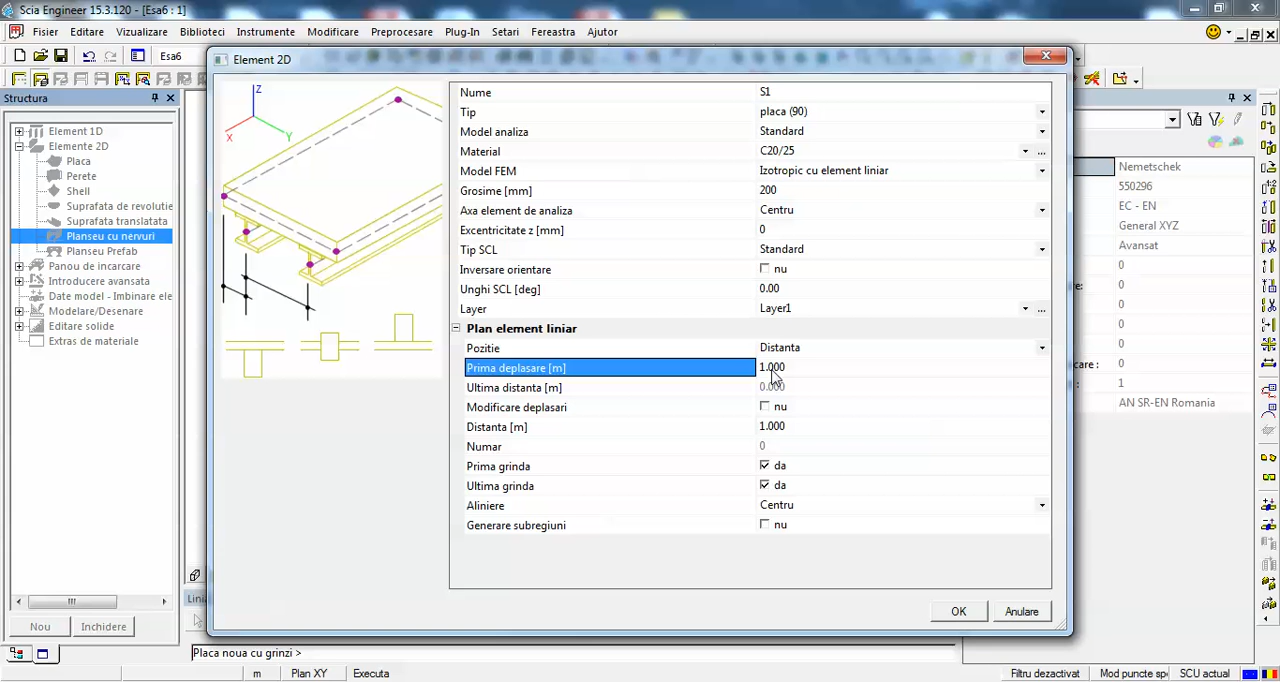 Scia Engineer 15.3.120 - [Esa6 : 1]
Fisier Editare Vizualizare Biblioteci Instrumente Modificare Preprocesare Plug-In Setari Fereastra Ajutor
Esa6
Structura
Element 1D
Elemente 2D
Placa
Perete
Shell
Suprafata de revolutie
Suprafata translatata
Planseu cu nervuri
Planseu Prefab
Panou de incarcare
Introducere avansata
Date model - Imbinare ele
Modelare/Desenare
Editare solide
Extras de materiale
Nou Inchidere
Element 2D
Z
X
Y
Nume S1
Tip placa (90)
Model analiza Standard
Material C20/25 ...
Model FEM Izotropic cu element liniar
Grosime [mm] 200
Axa element de analiza Centru
Excentricitate z [mm] 0
Tip SCL Standard
Inversare orientare nu
Unghi SCL [deg] 0.00
Layer Layer1 ...
Plan element liniar
Pozitie Distanta
Prima deplasare [m] 1.000
Ultima distanta [m] 0.000
Modificare deplasari nu
Distanta [m] 1.000
Numar 0
Prima grinda da
Ultima grinda da
Aliniere Centru
Generare subregiuni nu
OK Anulare
Nemetschek
550296
EC - EN
General XYZ
Avansat
0
0
e: 0
0
0
care : 0
: 1
AN SR-EN Romania
Lini
Placa noua cu grinzi >
m Plan XY Executa Filtru dezactivat Mod puncte sp SCU actual